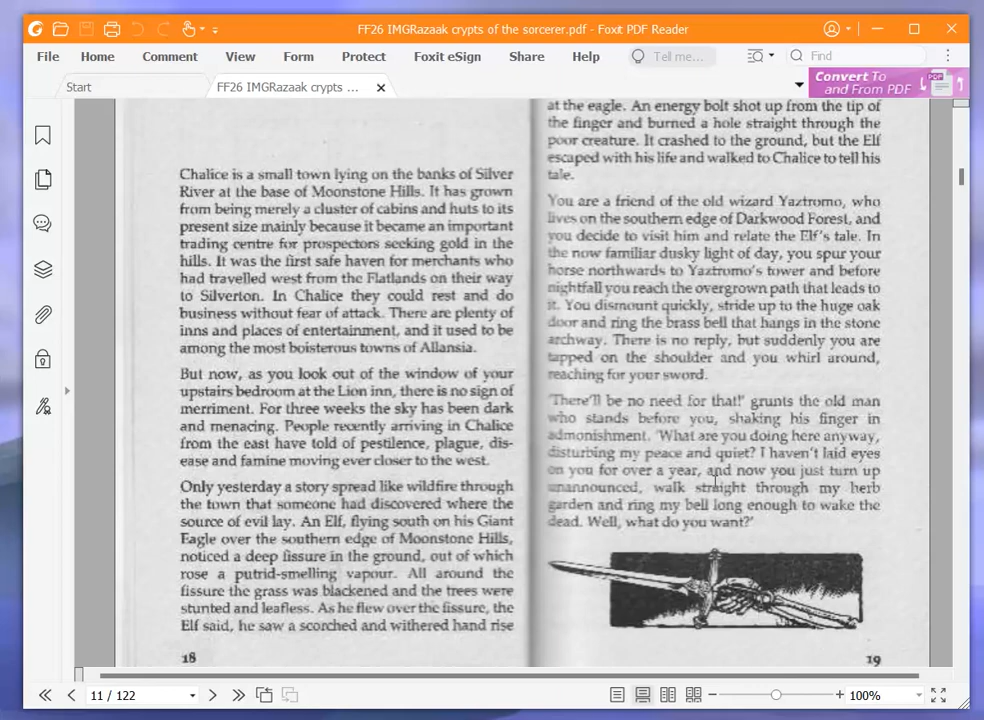 FF26 IMGRazaak crypts of the sorcerer.pdf - Foxit PDF Reader
File Home Comment View Form Protect Foxit eSign Share Help Tell me... Find
Start FF26 IMGRazaak crypts ... Convert To
and From PDF
Chalice is a small town lying on the banks of Silver
River at the base of Moonstone Hills. It has grown
from being merely a cluster of cabins and huts to its
present size mainly because it became an important
trading centre for prospectors seeking gold in the
hills. It was the first safe haven for merchants who
had travelled west from the Flatlands on their way
to Silverton. In Chalice they could rest and do
business without fear of attack. There are plenty of
inns and places of entertainment, and it used to be
among the most boisterous towns of Allansia.
But now, as you look out of the window of your
upstairs bedroom at the Lion inn, there is no sign of
merriment. For three weeks the sky has been dark
and menacing. People recently arriving in Chalice
from the east have told of pestilence, plague, dis-
ease and famine moving ever closer to the west.
Only yesterday a story spread like wildfire through
the town that someone had discovered where the
source of evil lay. An Elf, flying south on his Giant
Eagle over the southern edge of Moonstone Hills,
noticed a deep fissure in the ground, out of which
rose a putrid-smelling vapour. All around the
fissure the grass was blackened and the trees were
stunted and leafless. As he flew over the fissure, the
Elf said, he saw a scorched and withered hand rise
18
at the eagle. An energy bolt shot up from the tip of
the finger and burned a hole straight through the
poor creature. It crashed to the ground, but the Elf
escaped with his life and walked to Chalice to tell his
tale.
You are a friend of the old wizard Yaztromo, who
lives on the southern edge of Darkwood Forest, and
you decide to visit him and relate the Elf's tale. In
the now familiar dusky light of day, you spur your
horse northwards to Yaztromo's tower and before
nightfall you reach the overgrown path that leads to
it. You dismount quickly, stride up to the huge oak
door and ring the brass bell that hangs in the stone
archway. There is no reply, but suddenly you are
tapped on the shoulder and you whirl around,
reaching for your sword.
'There'll be no need for that!' grunts the old man
who stands before you, shaking his finger in
admonishment. 'What are you doing here anyway,
disturbing my peace and quiet? I haven't laid eyes
on you for over a year, and now you just turn up
unannounced, walk straight through my herb
garden and ring my bell long enough to wake the
dead. Well, what do you want?'
19
11 / 122 100%